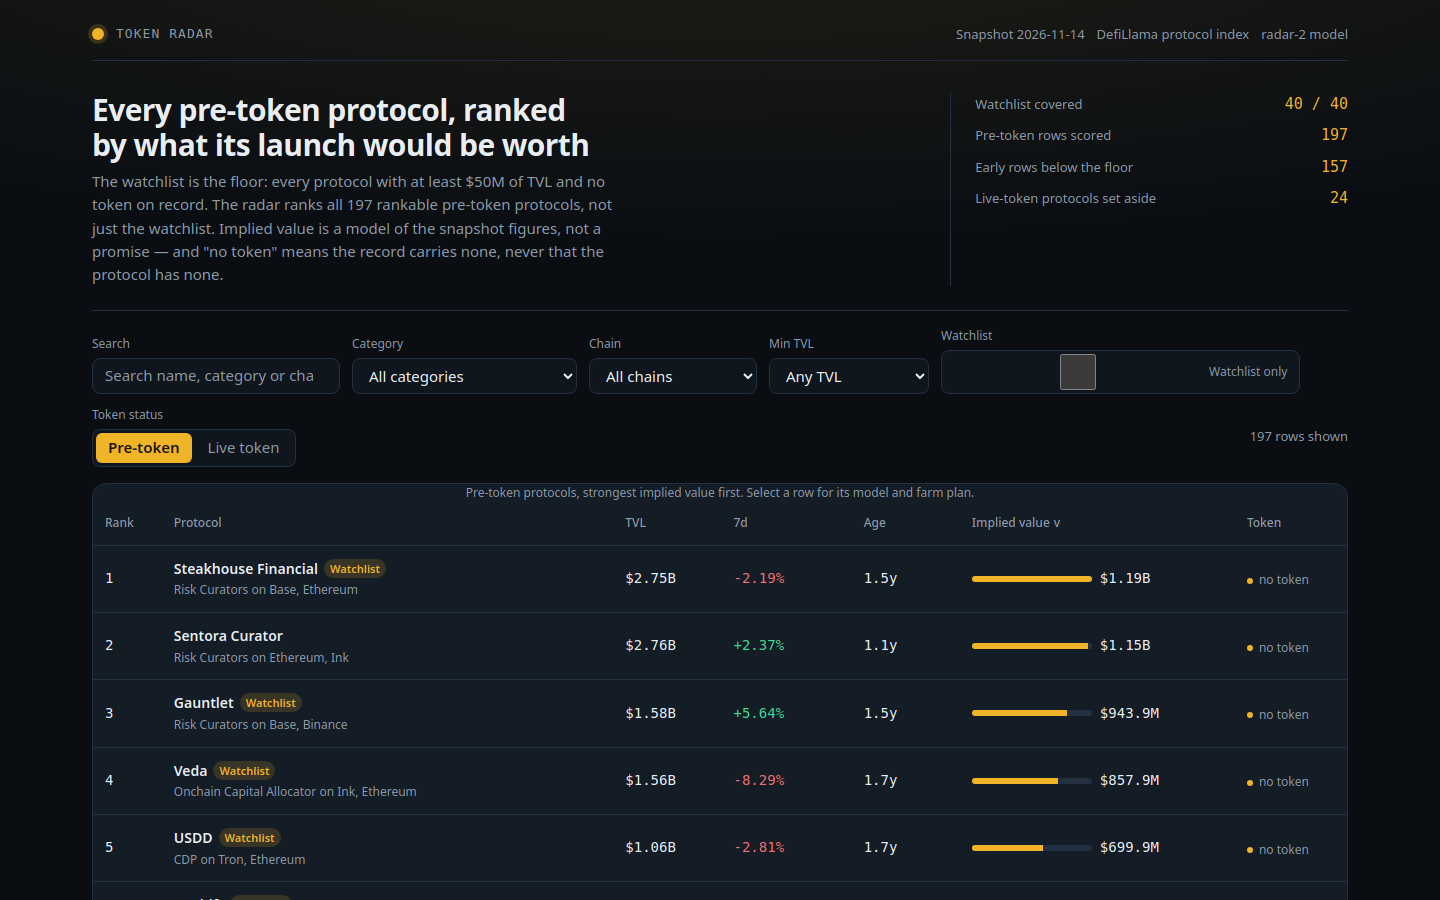 TOKEN RADAR
Snapshot 2026-11-14 DefiLlama protocol index radar-2 model
Every pre-token protocol, ranked
by what its launch would be worth
The watchlist is the floor: every protocol with at least $50M of TVL and no
token on record. The radar ranks all 197 rankable pre-token protocols, not
just the watchlist. Implied value is a model of the snapshot figures, not a
promise — and "no token" means the record carries none, never that the
protocol has none.
Watchlist covered 40 / 40
Pre-token rows scored 197
Early rows below the floor 157
Live-token protocols set aside 24
Search Category Chain Min TVL Watchlist
Search name, category or cha All categories All chains Any TVL Watchlist only
Token status
Pre-token Live token
197 rows shown
Pre-token protocols, strongest implied value first. Select a row for its model and farm plan.
Rank Protocol TVL 7d Age Implied value v Token
1 Steakhouse Financial Watchlist $2.75B -2.19% 1.5y $1.19B no token
Risk Curators on Base, Ethereum
2 Sentora Curator $2.76B +2.37% 1.1y $1.15B no token
Risk Curators on Ethereum, Ink
3 Gauntlet Watchlist $1.58B +5.64% 1.5y $943.9M no token
Risk Curators on Base, Binance
4 Veda Watchlist $1.56B -8.29% 1.7y $857.9M no token
Onchain Capital Allocator on Ink, Ethereum
5 USDD Watchlist $1.06B -2.81% 1.7y $699.9M no token
CDP on Tron, Ethereum